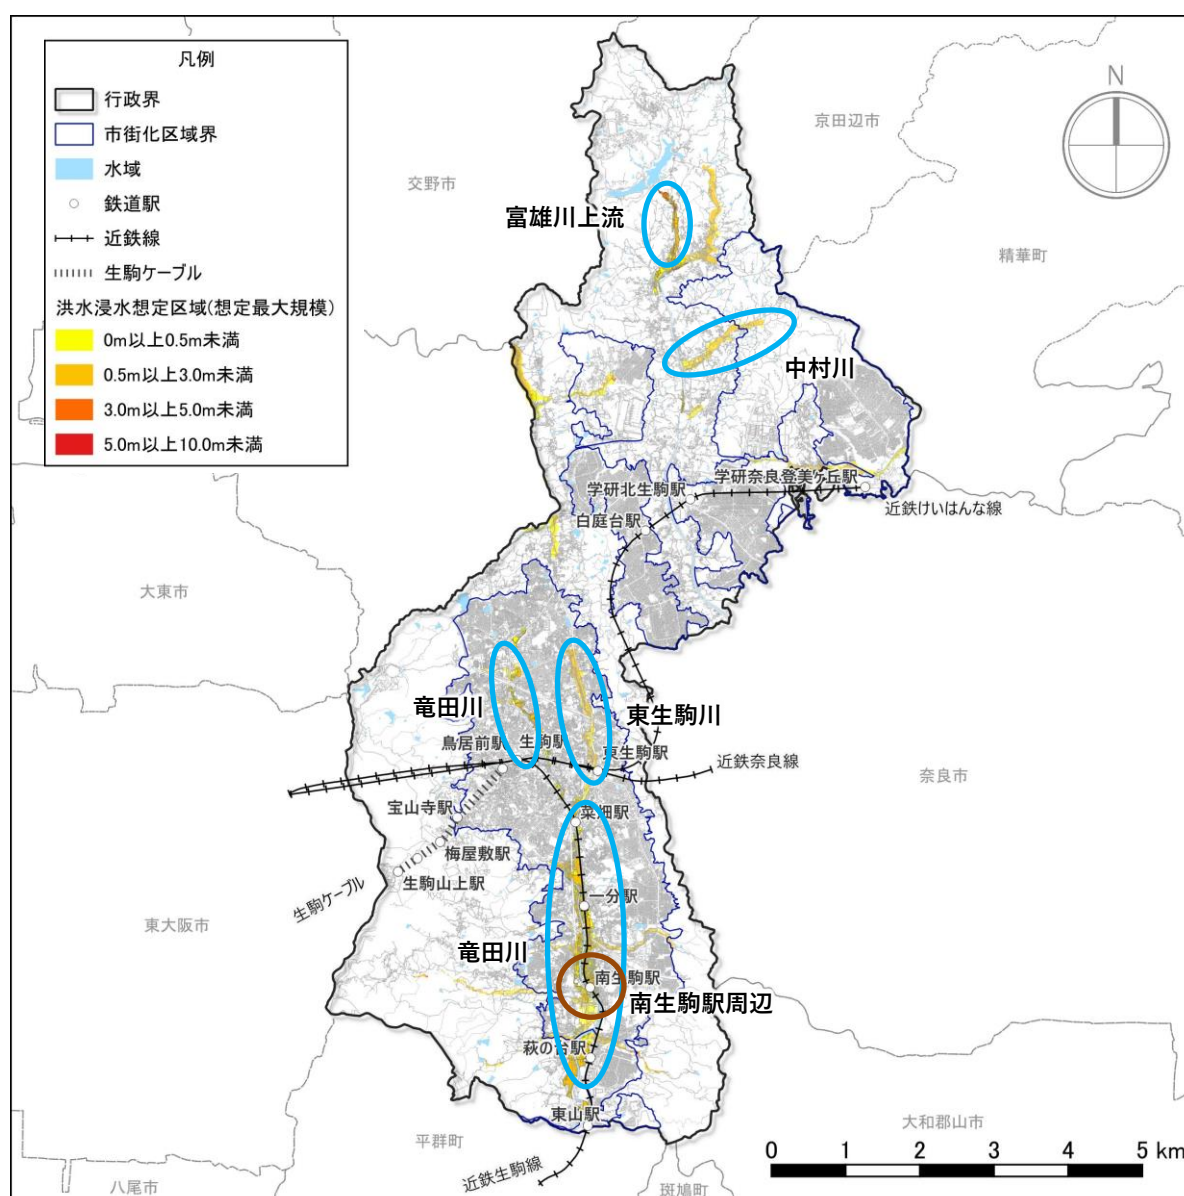 凡例
行政界
市街化区域界
水域
鉄道駅
近鉄線
生駒ケーブル
洪水浸水想定区域(想定最大規模)
0m以上0.5m未満
0.5m以上3.0m未満
3.0m以上5.0m未満
5.0m以上10.0m未満
N
京田辺市
交野市
富雄川上流
精華町
中村川
学研奈良登美ケ丘駅
学研北生駒駅
近鉄けいはんな線
白庭台駅
大東市
竜田川
東生駒川
鳥居前駅
生駒駅
東生駒駅
近鉄奈良線
奈良市
宝山寺駅
菜畑駅
梅屋敷駅
生駒山上駅
生駒ケーブル
一分駅
東大阪市
竜田川
南生駒駅
南生駒駅周辺
萩の台駅
東山駅
平群町
大和郡山市
近鉄生駒線
八尾市
斑鳩町
0 1 2 3 4 5 km